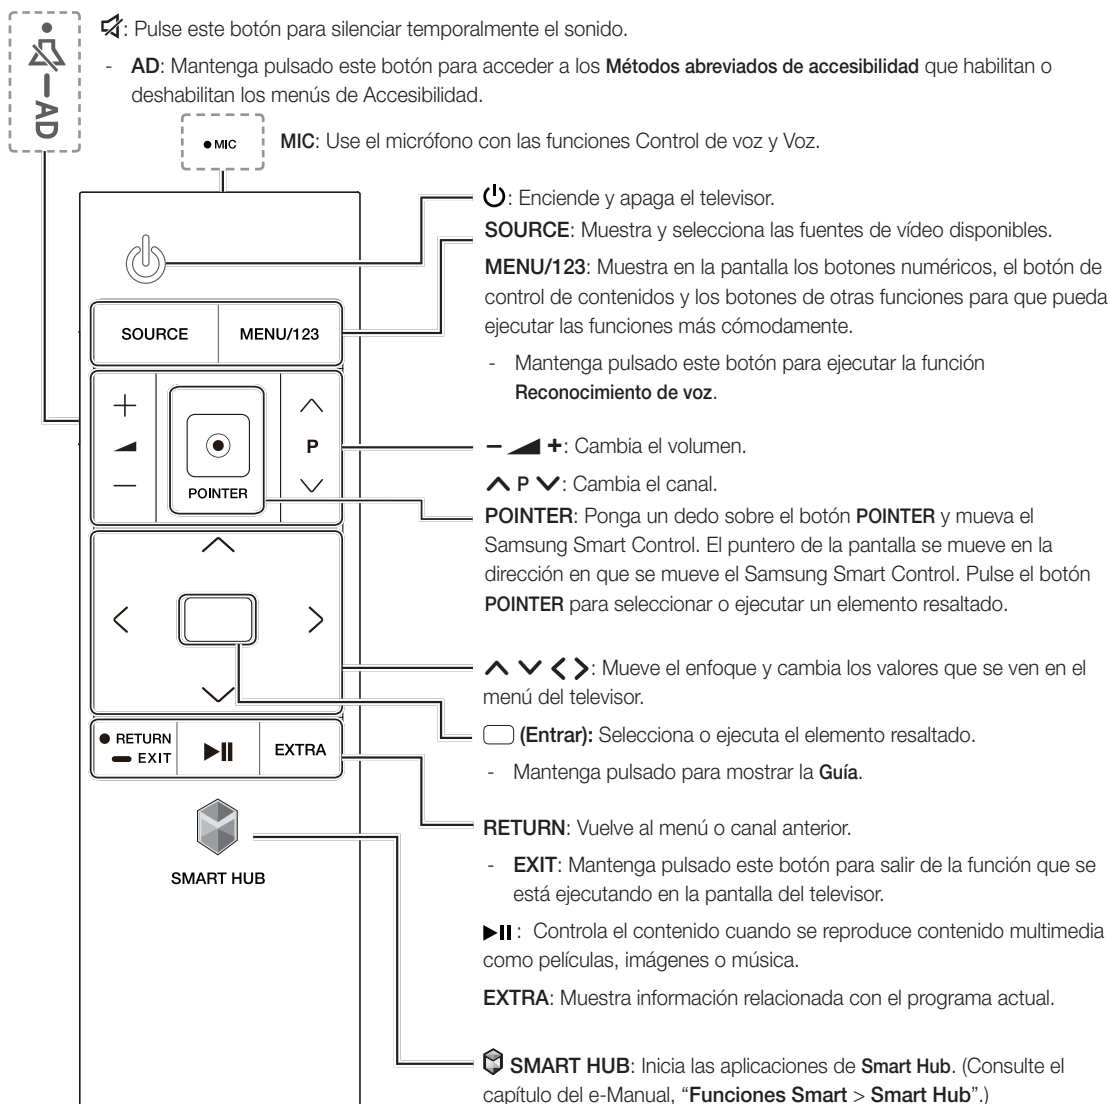 : Pulse este botón para silenciar temporalmente el sonido.
- AD: Mantenga pulsado este botón para acceder a los Métodos abreviados de accesibilidad que habilitan o
deshabilitan los menús de Accesibilidad.
AD
MIC
MIC: Use el micrófono con las funciones Control de voz y Voz.
: Enciende y apaga el televisor.
SOURCE: Muestra y selecciona las fuentes de vídeo disponibles.
MENU/123: Muestra en la pantalla los botones numéricos, el botón de
control de contenidos y los botones de otras funciones para que pueda
ejecutar las funciones más cómodamente.
- Mantenga pulsado este botón para ejecutar la función
Reconocimiento de voz.
SOURCE
MENU/123
P
POINTER
− +: Cambia el volumen.
P : Cambia el canal.
POINTER: Ponga un dedo sobre el botón POINTER y mueva el
Samsung Smart Control. El puntero de la pantalla se mueve en la
dirección en que se mueve el Samsung Smart Control. Pulse el botón
POINTER para seleccionar o ejecutar un elemento resaltado.
: Mueve el enfoque y cambia los valores que se ven en el
menú del televisor.
(Entrar): Selecciona o ejecuta el elemento resaltado.
- Mantenga pulsado para mostrar la Guía.
RETURN
EXIT
EXTRA
RETURN: Vuelve al menú o canal anterior.
- EXIT: Mantenga pulsado este botón para salir de la función que se
está ejecutando en la pantalla del televisor.
: Controla el contenido cuando se reproduce contenido multimedia
como películas, imágenes o música.
EXTRA: Muestra información relacionada con el programa actual.
SMART HUB
SMART HUB: Inicia las aplicaciones de Smart Hub. (Consulte el
capítulo del e-Manual, “Funciones Smart > Smart Hub”.)